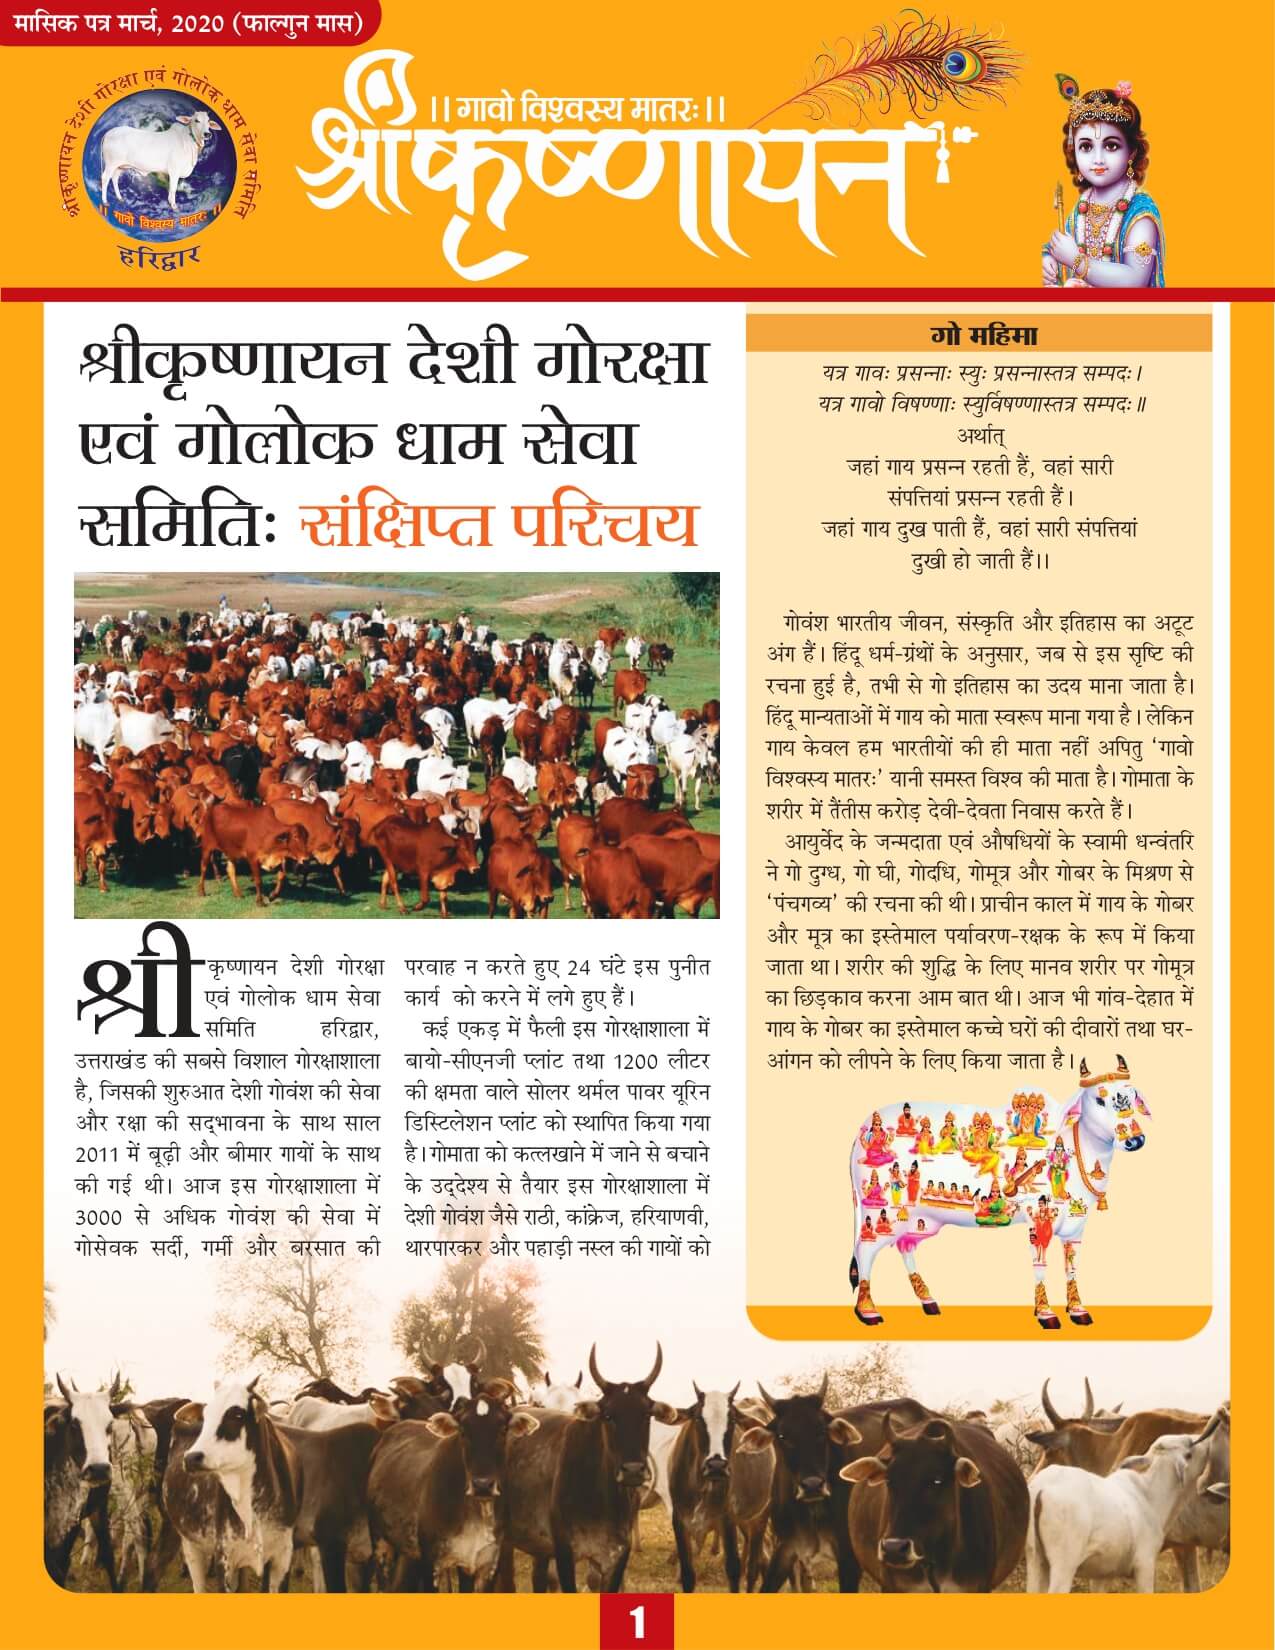 मासिक पत्र मार्च, 2020 (फाल्गुन मास)
श्रीकृष्णायन देशी गोरक्षा एवं गोलोक धाम सेवा समिति
।। गावो विश्वस्य मातरः ।।
हरिद्वार
।। गावो विश्वस्य मातरः।।
श्रीकृष्णायन
श्रीकृष्णायन देशी गोरक्षा
एवं गोलोक धाम सेवा
समितिः संक्षिप्त परिचय
श्रीकृष्णायन देशी गोरक्षा
एवं गोलोक धाम सेवा
समिति हरिद्वार,
उत्तराखंड की सबसे विशाल गोरक्षाशाला
है, जिसकी शुरुआत देशी गोवंश की सेवा
और रक्षा की सद्‌भावना के साथ साल
2011 में बूढ़ी और बीमार गायों के साथ
की गई थी। आज इस गोरक्षाशाला में
3000 से अधिक गोवंश की सेवा में
गोसेवक सर्दी, गर्मी और बरसात की
परवाह न करते हुए 24 घंटे इस पुनीत
कार्य को करने में लगे हुए हैं।
कई एकड़ में फैली इस गोरक्षाशाला में
बायो-सीएनजी प्लांट तथा 1200 लीटर
की क्षमता वाले सोलर थर्मल पावर यूरिन
डिस्टिलेशन प्लांट को स्थापित किया गया
है। गोमाता को कत्लखाने में जाने से बचाने
के उद्‌देश्य से तैयार इस गोरक्षाशाला में
देशी गोवंश जैसे राठी, कांक्रेज, हरियाणवी,
थारपारकर और पहाड़ी नस्ल की गायों को
गो महिमा
यत्र गावः प्रसन्नाः स्युः प्रसन्नास्तत्र सम्पदः।
यत्र गावो विषण्णाः स्युर्विषण्णास्तत्र सम्पदः॥
अर्थात्
जहां गाय प्रसन्न रहती हैं, वहां सारी
संपत्तियां प्रसन्न रहती हैं।
जहां गाय दुख पाती हैं, वहां सारी संपत्तियां
दुखी हो जाती हैं।।
गोवंश भारतीय जीवन, संस्कृति और इतिहास का अटूट
अंग हैं। हिंदू धर्म-ग्रंथों के अनुसार, जब से इस सृष्टि की
रचना हुई है, तभी से गो इतिहास का उदय माना जाता है।
हिंदू मान्यताओं में गाय को माता स्वरूप माना गया है। लेकिन
गाय केवल हम भारतीयों की ही माता नहीं अपितु ‘गावो
विश्वस्य मातरः’ यानी समस्त विश्व की माता है। गोमाता के
शरीर में तैंतीस करोड़ देवी-देवता निवास करते हैं।
आयुर्वेद के जन्मदाता एवं औषधियों के स्वामी धन्वंतरि
ने गो दुग्ध, गो घी, गोदधि, गोमूत्र और गोबर के मिश्रण से
‘पंचगव्य’ की रचना की थी। प्राचीन काल में गाय के गोबर
और मूत्र का इस्तेमाल पर्यावरण-रक्षक के रूप में किया
जाता था। शरीर की शुद्धि के लिए मानव शरीर पर गोमूत्र
का छिड़काव करना आम बात थी। आज भी गांव-देहात में
गाय के गोबर का इस्तेमाल कच्चे घरों की दीवारों तथा घर-
आंगन को लीपने के लिए किया जाता है।
1